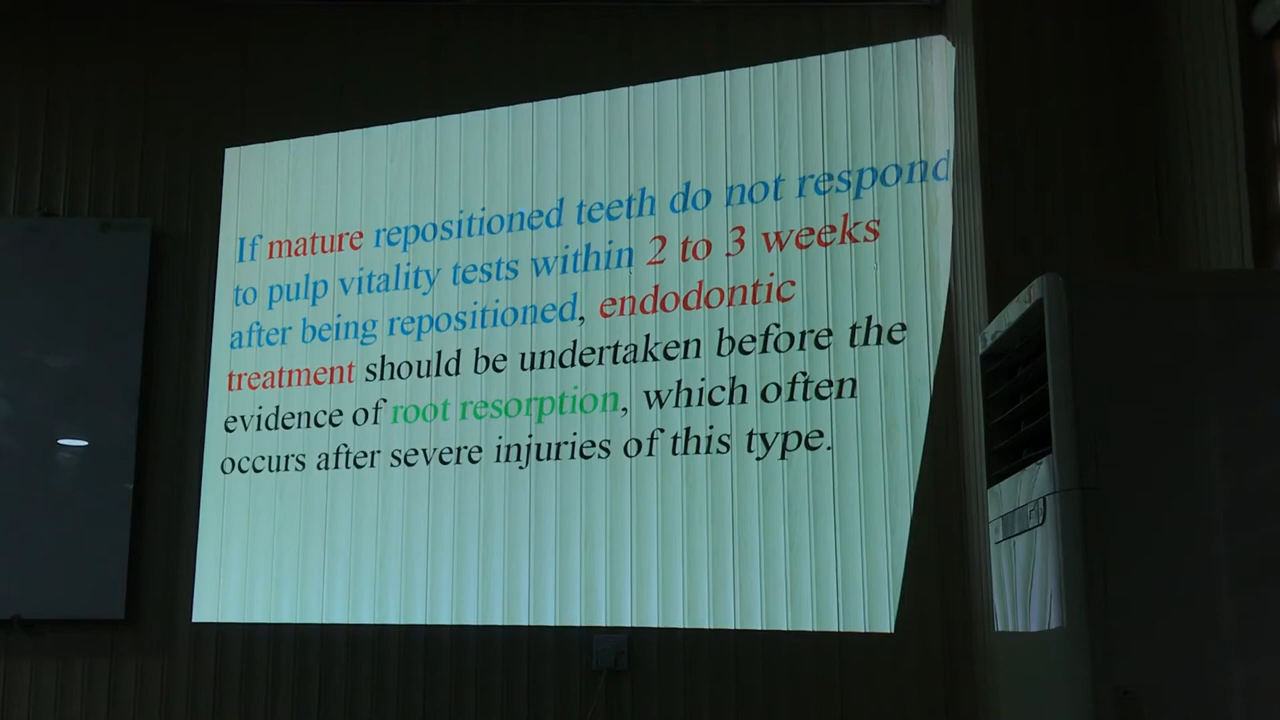 If mature repositioned teeth do not respond
to pulp vitality tests within 2 to 3 weeks
after being repositioned, endodontic
treatment should be undertaken before the
evidence of root resorption, which often
occurs after severe injuries of this type.